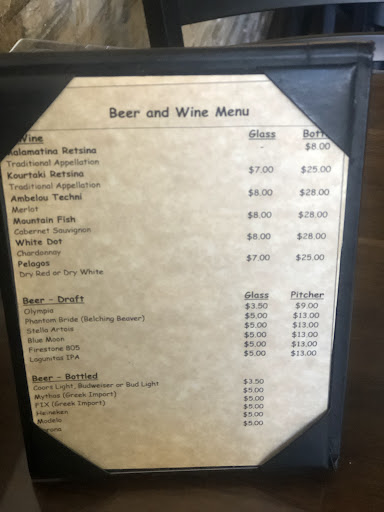 Beer and Wine Menu
Wine Glass Bott
alamatina Retsina - $8.00
Traditional Appellation
Kourtaki Retsina $7.00 $25.00
Traditional Appellation
Ambelou Techni $8.00 $28.00
Merlot
Mountain Fish $8.00 $28.00
Cabernet Sauvignon
White Dot $8.00 $28.00
Chardonnay
Pelagos $7.00 $25.00
Dry Red or Dry White
Beer - Draft Glass Pitcher
Olympia $3.50 $9.00
Phantom Bride (Belching Beaver) $5.00 $13.00
Stella Artois $5.00 $13.00
Blue Moon $5.00 $13.00
Firestone 805 $5.00 $13.00
Lagunitas IPA $5.00 $13.00
Beer - Bottled
Coors Light, Budweiser or Bud Light $3.50
Mythos (Greek Import) $5.00
FIX (Greek Import) $5.00
Heineken $5.00
Modelo $5.00
orona $5.00